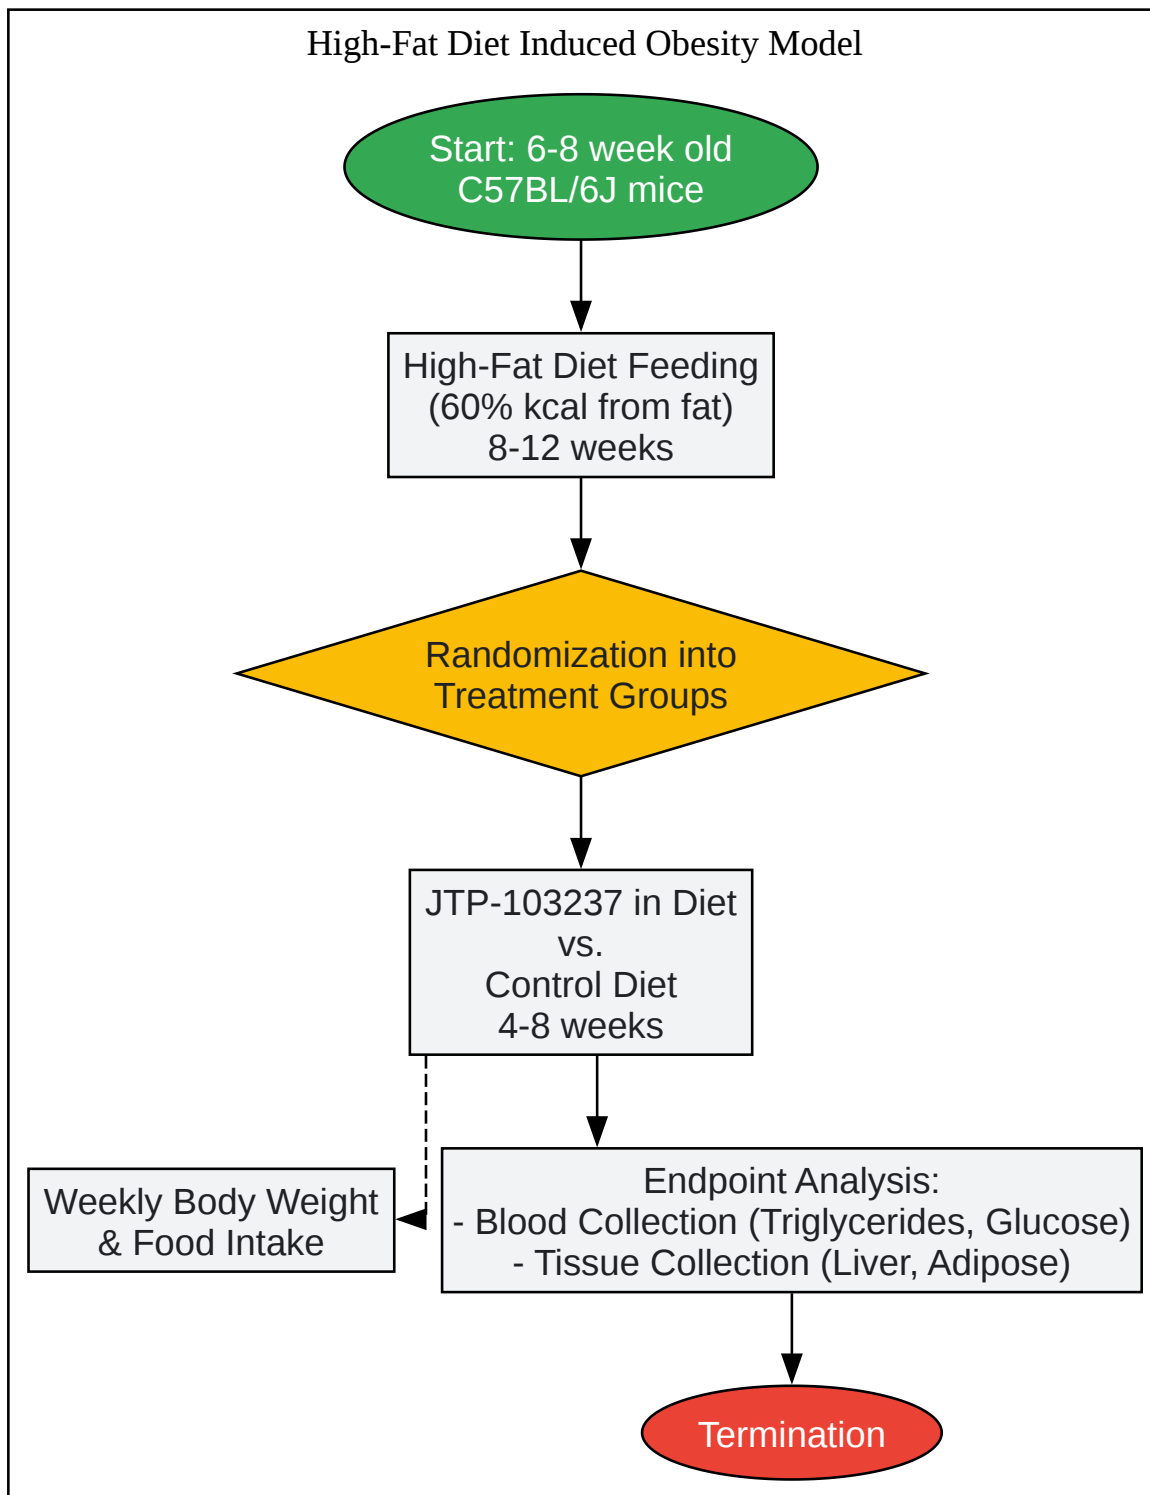 High-Fat Diet Induced Obesity Model
Start: 6-8 week old
C57BL/6J mice
High-Fat Diet Feeding
(60% kcal from fat)
8-12 weeks
Randomization into
Treatment Groups
JTP-103237 in Diet
vs.
Control Diet
4-8 weeks
Weekly Body Weight
& Food Intake
Endpoint Analysis:
- Blood Collection (Triglycerides, Glucose)
- Tissue Collection (Liver, Adipose)
Termination